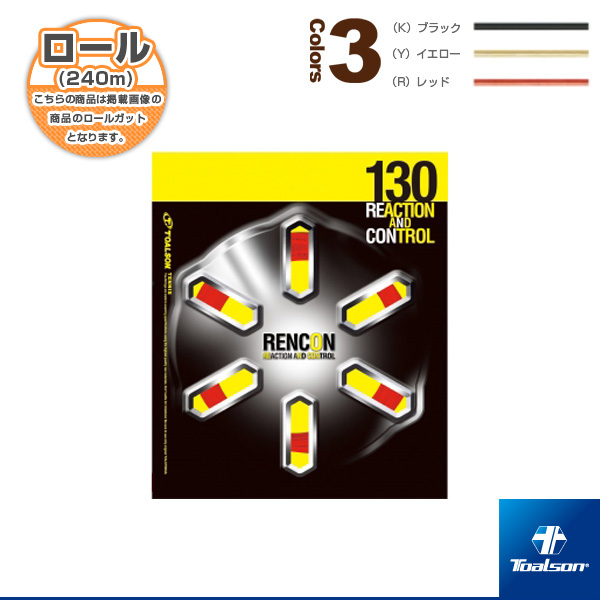 ロール
(240m)
こちらの商品は掲載画像の
商品のロールガット
となります。
Colors
3
（K）ブラック
（Y）イエロー
（R）レッド
130
REACTION
AND
CONTROL
TOALSON TENNIS
RENCON
REACTION AND CONTROL
Toalson